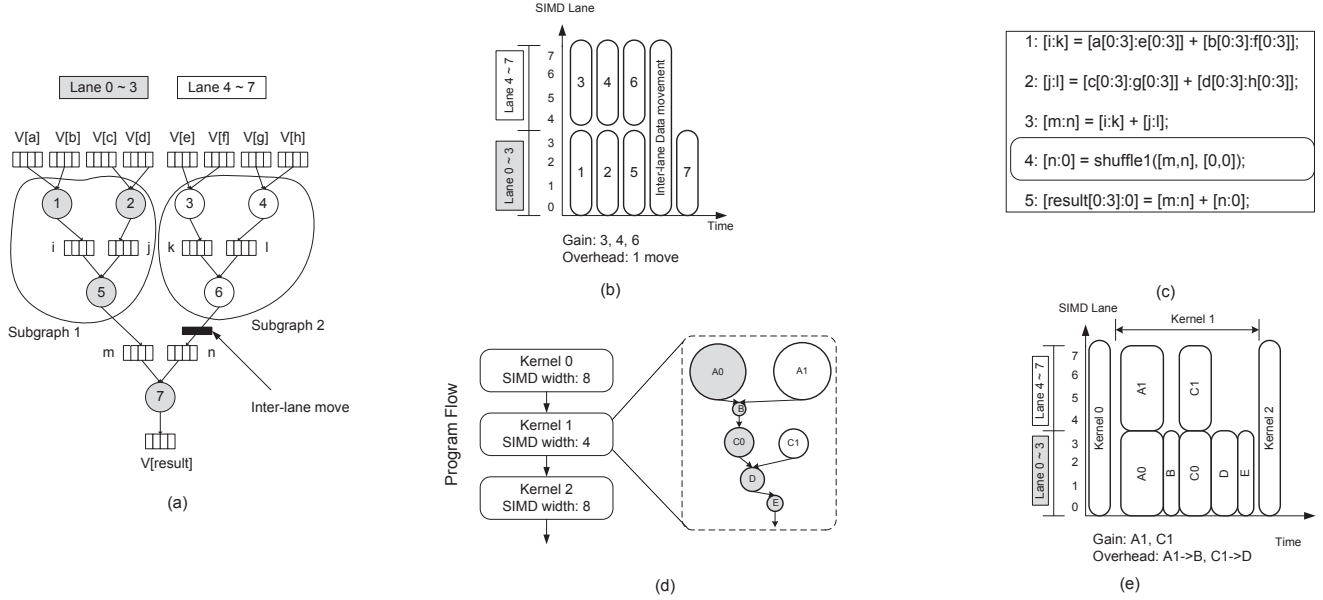 Lane 0 ~ 3
Lane 4 ~ 7
V[a] V[b] V[c] V[d] V[e] V[f] V[g] V[h]
1 2 3 4
i j k l
5 6
Subgraph 1
Subgraph 2
m n
7
Inter-lane move
V[result]
(a)
SIMD Lane
Lane 4 ~ 7
Lane 0 ~ 3
7
6
5
4
3
2
1
0
3 4 6
1 2 5
Inter-lane Data movement
7
Time
Gain: 3, 4, 6
Overhead: 1 move
(b)
1: [i:k] = [a[0:3]:e[0:3]] + [b[0:3]:f[0:3]];
2: [j:l] = [c[0:3]:g[0:3]] + [d[0:3]:h[0:3]];
3: [m:n] = [i:k] + [j:l];
4: [n:0] = shuffle1([m,n], [0,0]);
5: [result[0:3]:0] = [m:n] + [n:0];
(c)
Program Flow
Kernel 0
SIMD width: 8
Kernel 1
SIMD width: 4
Kernel 2
SIMD width: 8
A0 A1
B
C0 C1
D
E
(d)
SIMD Lane
Kernel 1
Lane 4 ~ 7
Lane 0 ~ 3
7
6
5
4
3
2
1
0
Kernel 0
A1 C1
A0 B C0 D E
Kernel 2
Time
Gain: A1, C1
Overhead: A1->B, C1->D
(e)